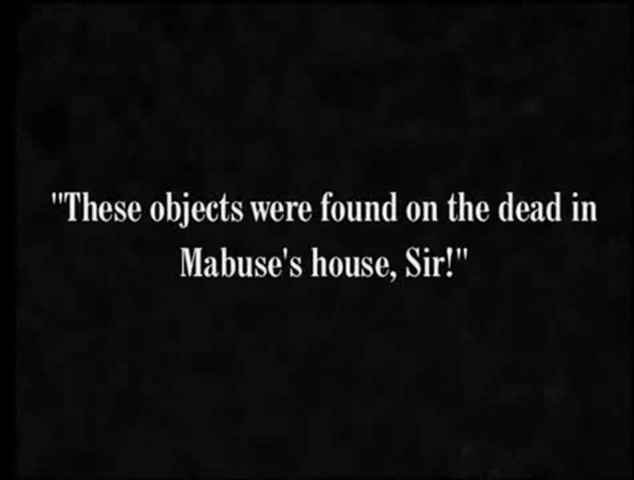 "These objects were found on the dead in
Mabuse's house, Sir!"